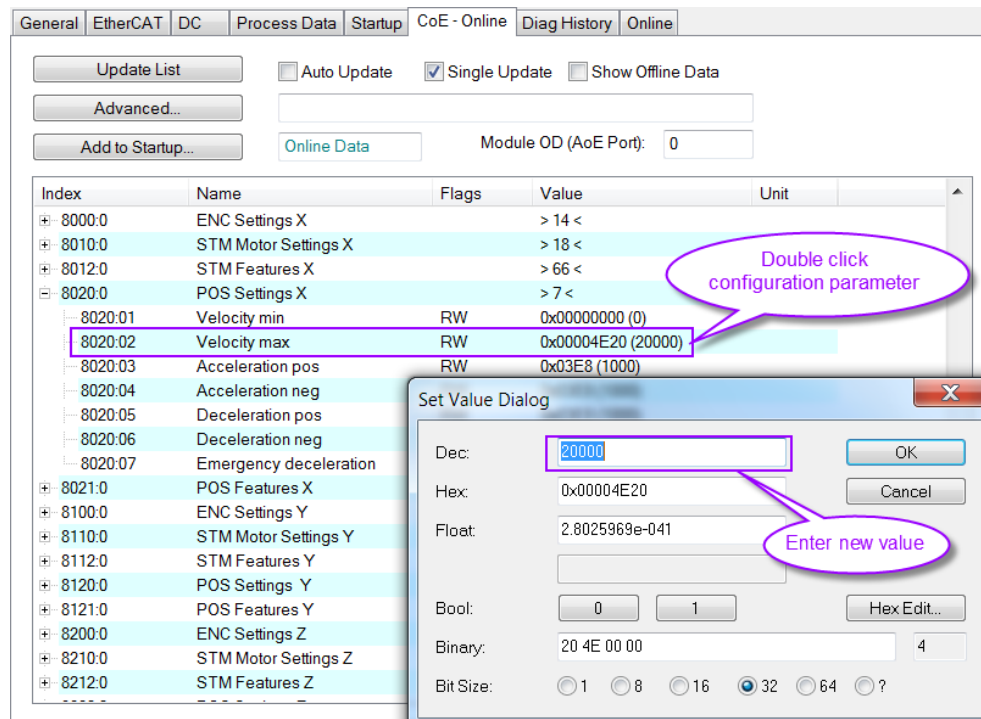 General EtherCAT DC Process Data Startup CoE - Online Diag History Online
Update List Auto Update Single Update Show Offline Data
Advanced...
Add to Startup... Online Data Module OD (AoE Port): 0
Index Name Flags Value Unit
8000:0 ENC Settings X > 14 <
8010:0 STM Motor Settings X > 18 <
8012:0 STM Features X > 66 <
8020:0 POS Settings X > 7 <
Double click
configuration parameter
8020:01 Velocity min RW 0x00000000 (0)
8020:02 Velocity max RW 0x00004E20 (20000)
8020:03 Acceleration pos RW 0x03E8 (1000)
8020:04 Acceleration neg
8020:05 Deceleration pos
8020:06 Deceleration neg
8020:07 Emergency deceleration
8021:0 POS Features X
8100:0 ENC Settings Y
8110:0 STM Motor Settings Y
8112:0 STM Features Y
8120:0 POS Settings Y
8121:0 POS Features Y
8200:0 ENC Settings Z
8210:0 STM Motor Settings Z
8212:0 STM Features Z
Set Value Dialog X
Dec: 20000 OK
Hex: 0x00004E20 Cancel
Float: 2.8025969e-041
Enter new value
Bool: 0 1 Hex Edit...
Binary: 20 4E 00 00 4
Bit Size: 1 8 16 32 64 ?